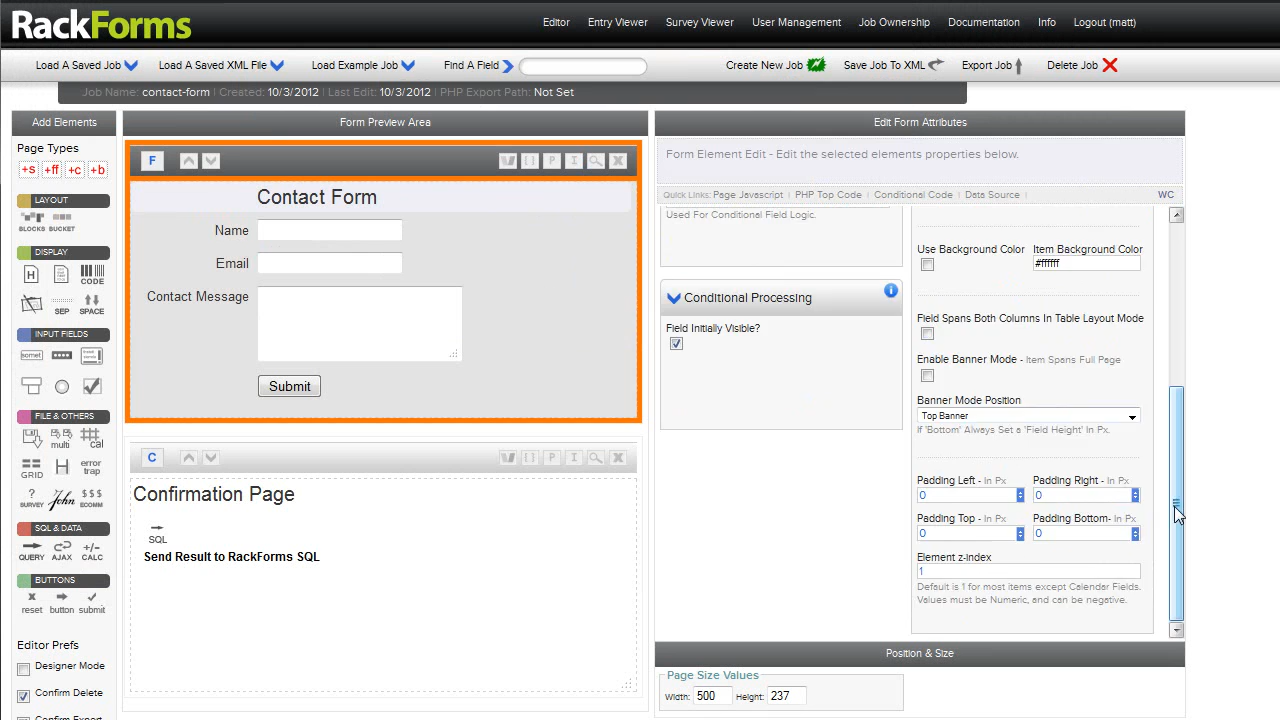 RackForms
Editor Entry Viewer Survey Viewer User Management Job Ownership Documentation Info Logout (matt)
Load A Saved Job Load A Saved XML File Load Example Job Find A Field Create New Job Save Job To XML Export Job Delete Job
Job Name: contact-form | Created: 10/3/2012 | Last Edit: 10/3/2012 | PHP Export Path: Not Set
Add Elements
Page Types
+s +ff +c +b
LAYOUT
BLOCKS BUCKET
DISPLAY
H CODE
SEP SPACE
INPUT FIELDS
FILE & OTHERS
multi cal
GRID H error trap
? SURVEY John $ $ $ ECOMM
SQL & DATA
QUERY AJAX +/- CALC
BUTTONS
reset button submit
Editor Prefs
Designer Mode
Confirm Delete
Confirm Export
Form Preview Area
F P I
Contact Form
Name
Email
Contact Message
Submit
C P I
Confirmation Page
SQL
Send Result to RackForms SQL
Edit Form Attributes
Form Element Edit - Edit the selected elements properties below.
Quick Links: Page Javascript | PHP Top Code | Conditional Code | Data Source | WC
Used For Conditional Field Logic.
Conditional Processing i
Field Initially Visible?
Use Background Color Item Background Color
#ffffff
Field Spans Both Columns In Table Layout Mode
Enable Banner Mode - Item Spans Full Page
Banner Mode Position
Top Banner
If 'Bottom' Always Set a 'Field Height' In Px.
Padding Left - In Px Padding Right - In Px
0 0
Padding Top - In Px Padding Bottom- In Px
0 0
Element z-Index
1
Default is 1 for most items except Calendar Fields.
Values must be Numeric, and can be negative.
Position & Size
Page Size Values
Width: 500 Height: 237